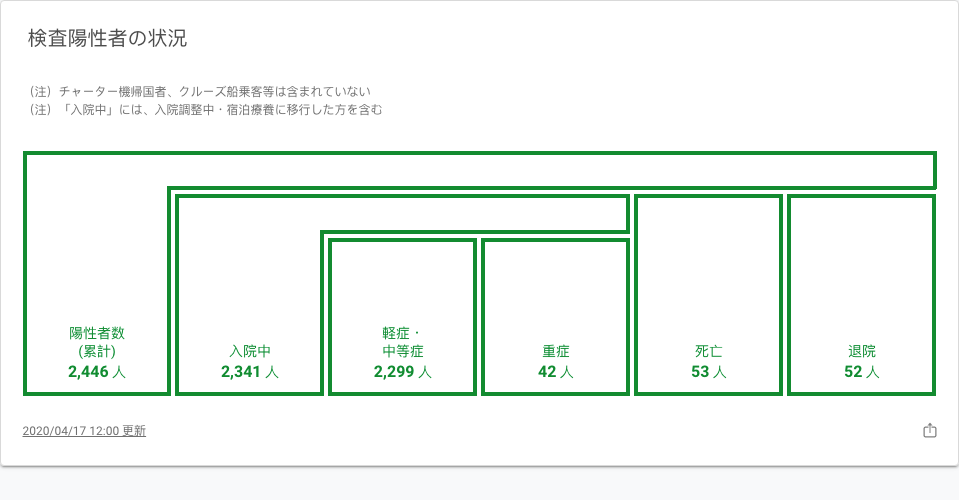 検査陽性者の状況
（注）チャーター機帰国者、クルーズ船乗客等は含まれていない
（注）「入院中」には、入院調整中・宿泊療養に移行した方を含む
陽性者数
(累計)
2,446 人
入院中
2,341 人
軽症・
中等症
2,299 人
重症
42 人
死亡
53 人
退院
52 人
2020/04/17 12:00 更新